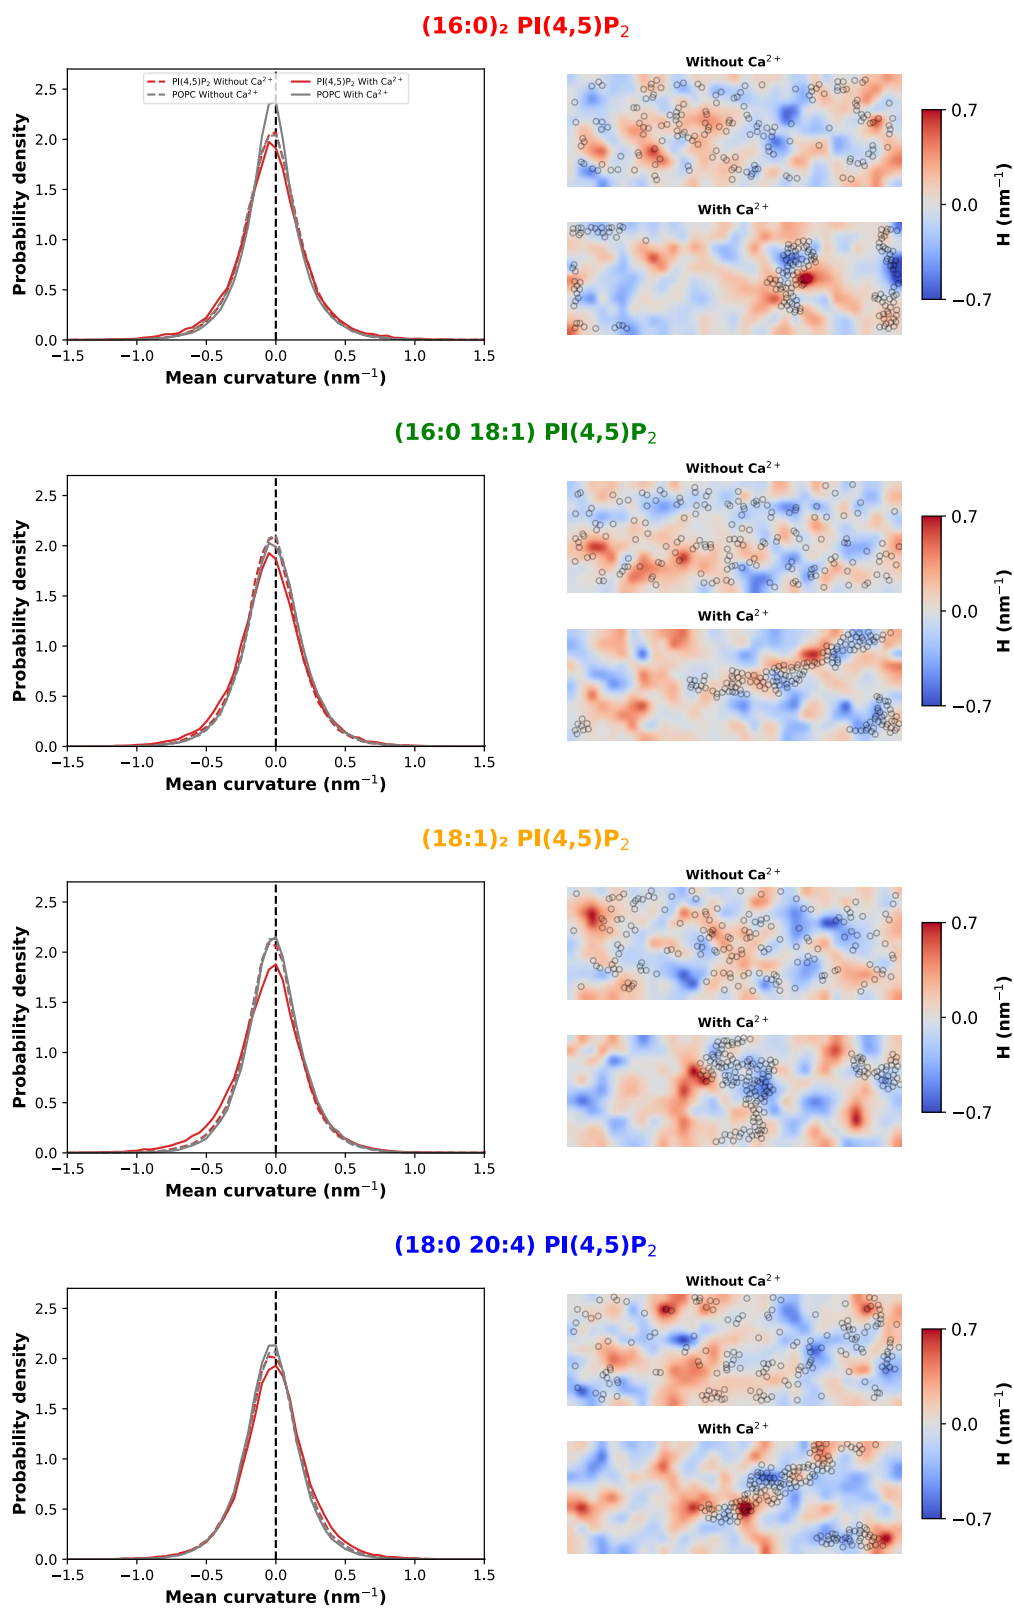 (16:0)₂ PI(4,5)P₂
PI(4,5)P₂ Without Ca²⁺
POPC Without Ca²⁺
PI(4,5)P₂ With Ca²⁺
POPC With Ca²⁺
Probability density
2.5
2.0
1.5
1.0
0.5
0.0
−1.5 −1.0 −0.5 0.0 0.5 1.0 1.5
Mean curvature (nm⁻¹)
Without Ca²⁺
With Ca²⁺
0.7
0.0
−0.7
H (nm⁻¹)
(16:0 18:1) PI(4,5)P₂
Probability density
2.5
2.0
1.5
1.0
0.5
0.0
−1.5 −1.0 −0.5 0.0 0.5 1.0 1.5
Mean curvature (nm⁻¹)
Without Ca²⁺
With Ca²⁺
0.7
0.0
−0.7
H (nm⁻¹)
(18:1)₂ PI(4,5)P₂
Probability density
2.5
2.0
1.5
1.0
0.5
0.0
−1.5 −1.0 −0.5 0.0 0.5 1.0 1.5
Mean curvature (nm⁻¹)
Without Ca²⁺
With Ca²⁺
0.7
0.0
−0.7
H (nm⁻¹)
(18:0 20:4) PI(4,5)P₂
Probability density
2.5
2.0
1.5
1.0
0.5
0.0
−1.5 −1.0 −0.5 0.0 0.5 1.0 1.5
Mean curvature (nm⁻¹)
Without Ca²⁺
With Ca²⁺
0.7
0.0
−0.7
H (nm⁻¹)